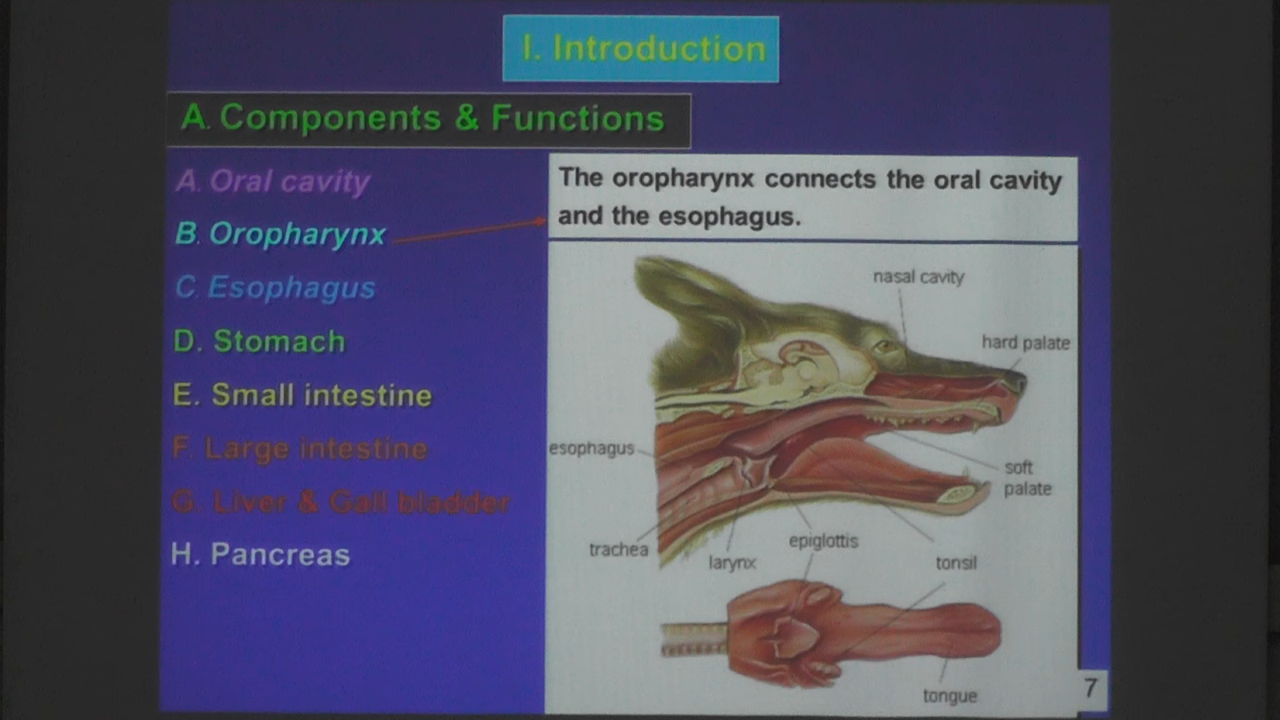 I. Introduction
A. Components & Functions
A. Oral cavity
B. Oropharynx
C. Esophagus
D. Stomach
E. Small intestine
F. Large intestine
G. Liver & Gall bladder
H. Pancreas
The oropharynx connects the oral cavity
and the esophagus.
nasal cavity
hard palate
esophagus
soft
palate
trachea
larynx
epiglottis
tonsil
tongue
7